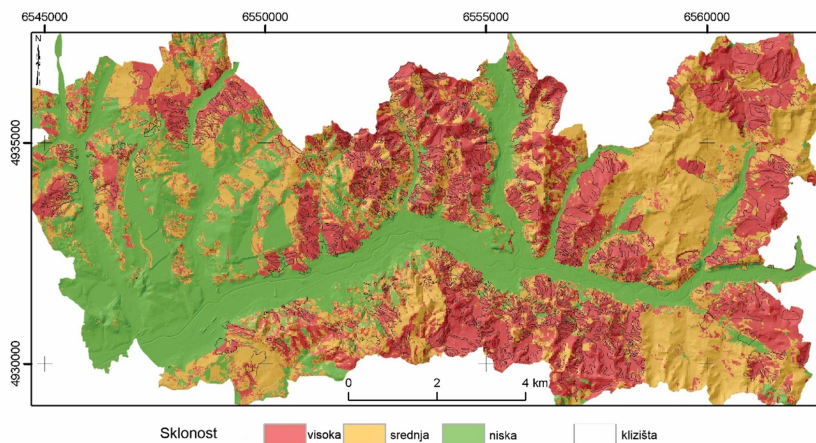 6545000 6550000 6555000 6560000
N
4935000
4930000
0 2 4 km
Sklonost visoka srednja niska klizišta